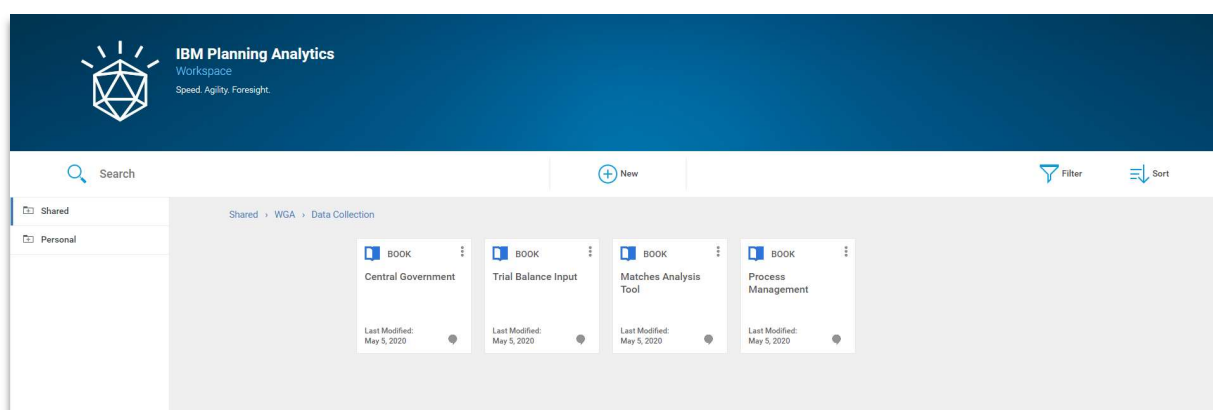 IBM Planning Analytics
Workspace
Speed. Agility. Foresight.
Search
New
Filter
Sort
Shared
Personal
Shared › WGA › Data Collection
BOOK
Central Government
Last Modified:
May 5, 2020
BOOK
Trial Balance Input
Last Modified:
May 5, 2020
BOOK
Matches Analysis
Tool
Last Modified:
May 5, 2020
BOOK
Process
Management
Last Modified:
May 5, 2020